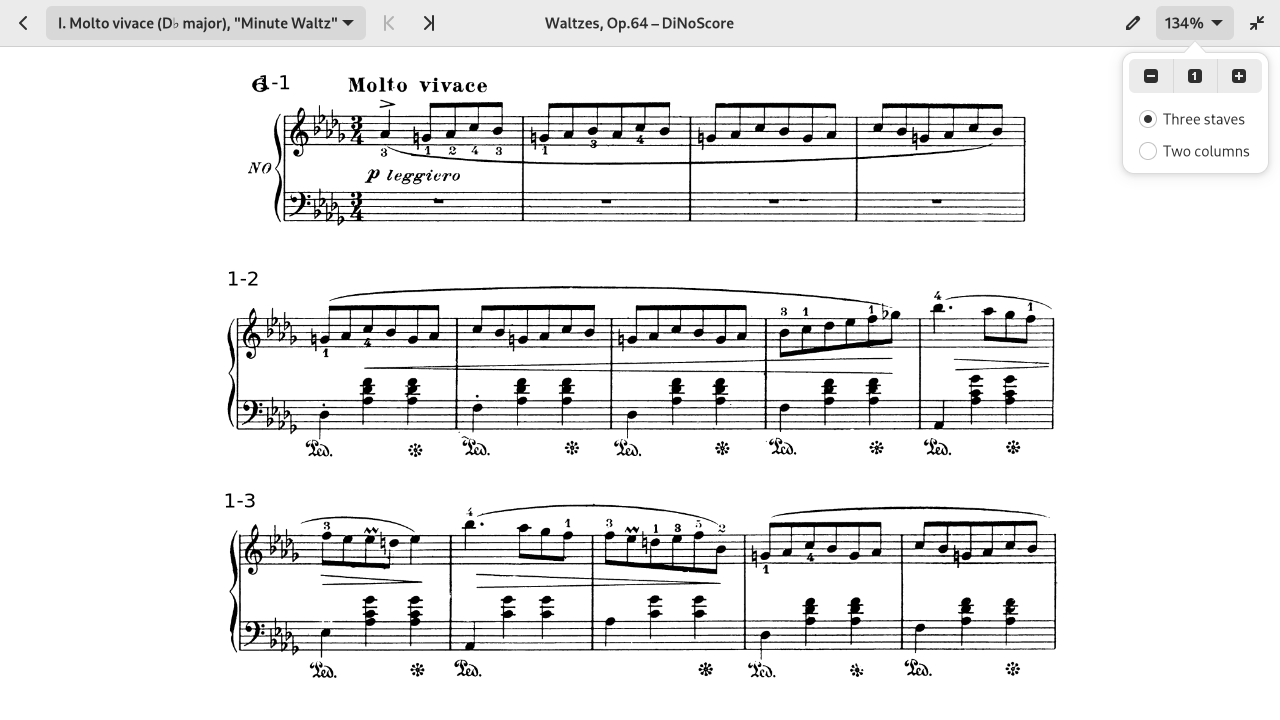 I. Molto vivace (D♭ major), "Minute Waltz"
Waltzes, Op.64 – DiNoScore
134%
1
Three staves
Two columns
1-1
Molto vivace
3 1 2 4 3 1 3 4
NO
p leggiero
1-2
3 1 1 4 1
1 4
Ped. Ped. Ped. Ped. Ped.
1-3
3 4 1 3 1 3 5 2
1 4
Ped. Ped. Ped. Ped.